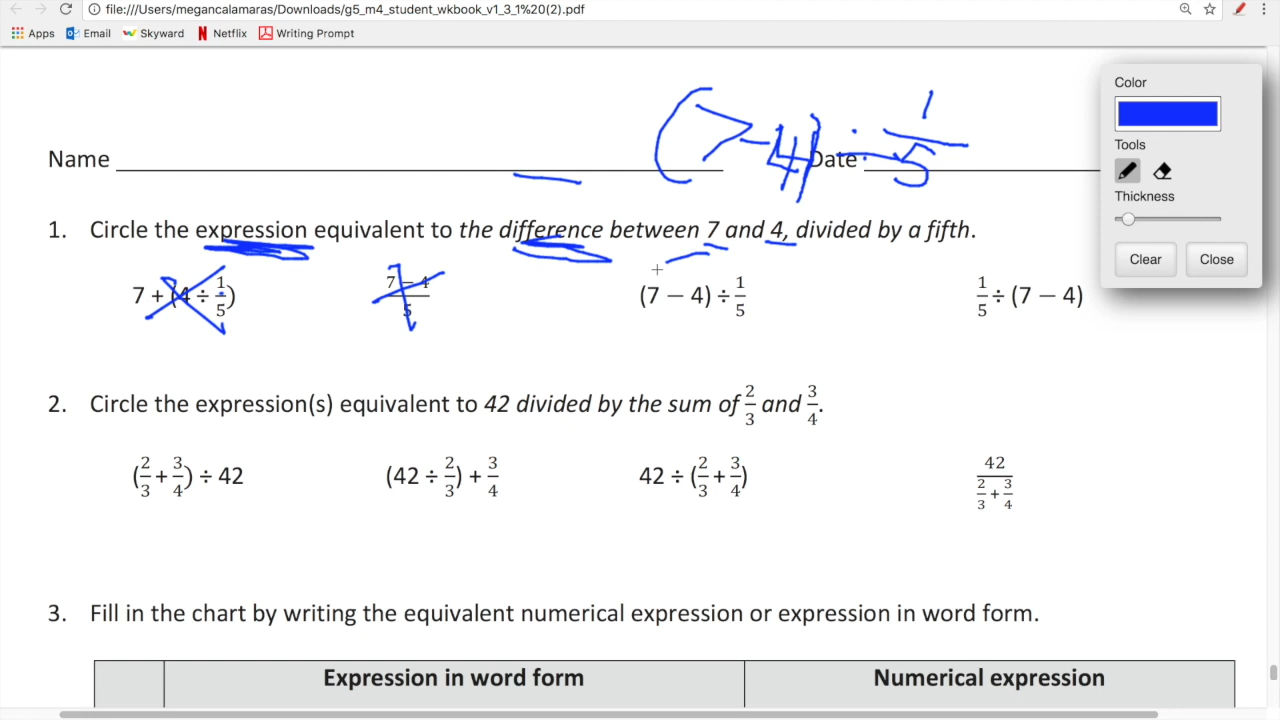 file:///Users/megancalamaras/Downloads/g5_m4_student_wkbook_v1_3_1%20(2).pdf
Apps Email Skyward Netflix Writing Prompt
Color
Tools
Thickness
Clear Close
(7-4) ÷ 1/5
Name Date
1. Circle the expression equivalent to the difference between 7 and 4, divided by a fifth.
7 + (4 ÷ 1/5) 7 – 4/5 (7 – 4) ÷ 1/5 1/5 ÷ (7 – 4)
2. Circle the expression(s) equivalent to 42 divided by the sum of 2/3 and 3/4.
(2/3 + 3/4) ÷ 42 (42 ÷ 2/3) + 3/4 42 ÷ (2/3 + 3/4) 42/(2/3 + 3/4)
3. Fill in the chart by writing the equivalent numerical expression or expression in word form.
Expression in word form Numerical expression